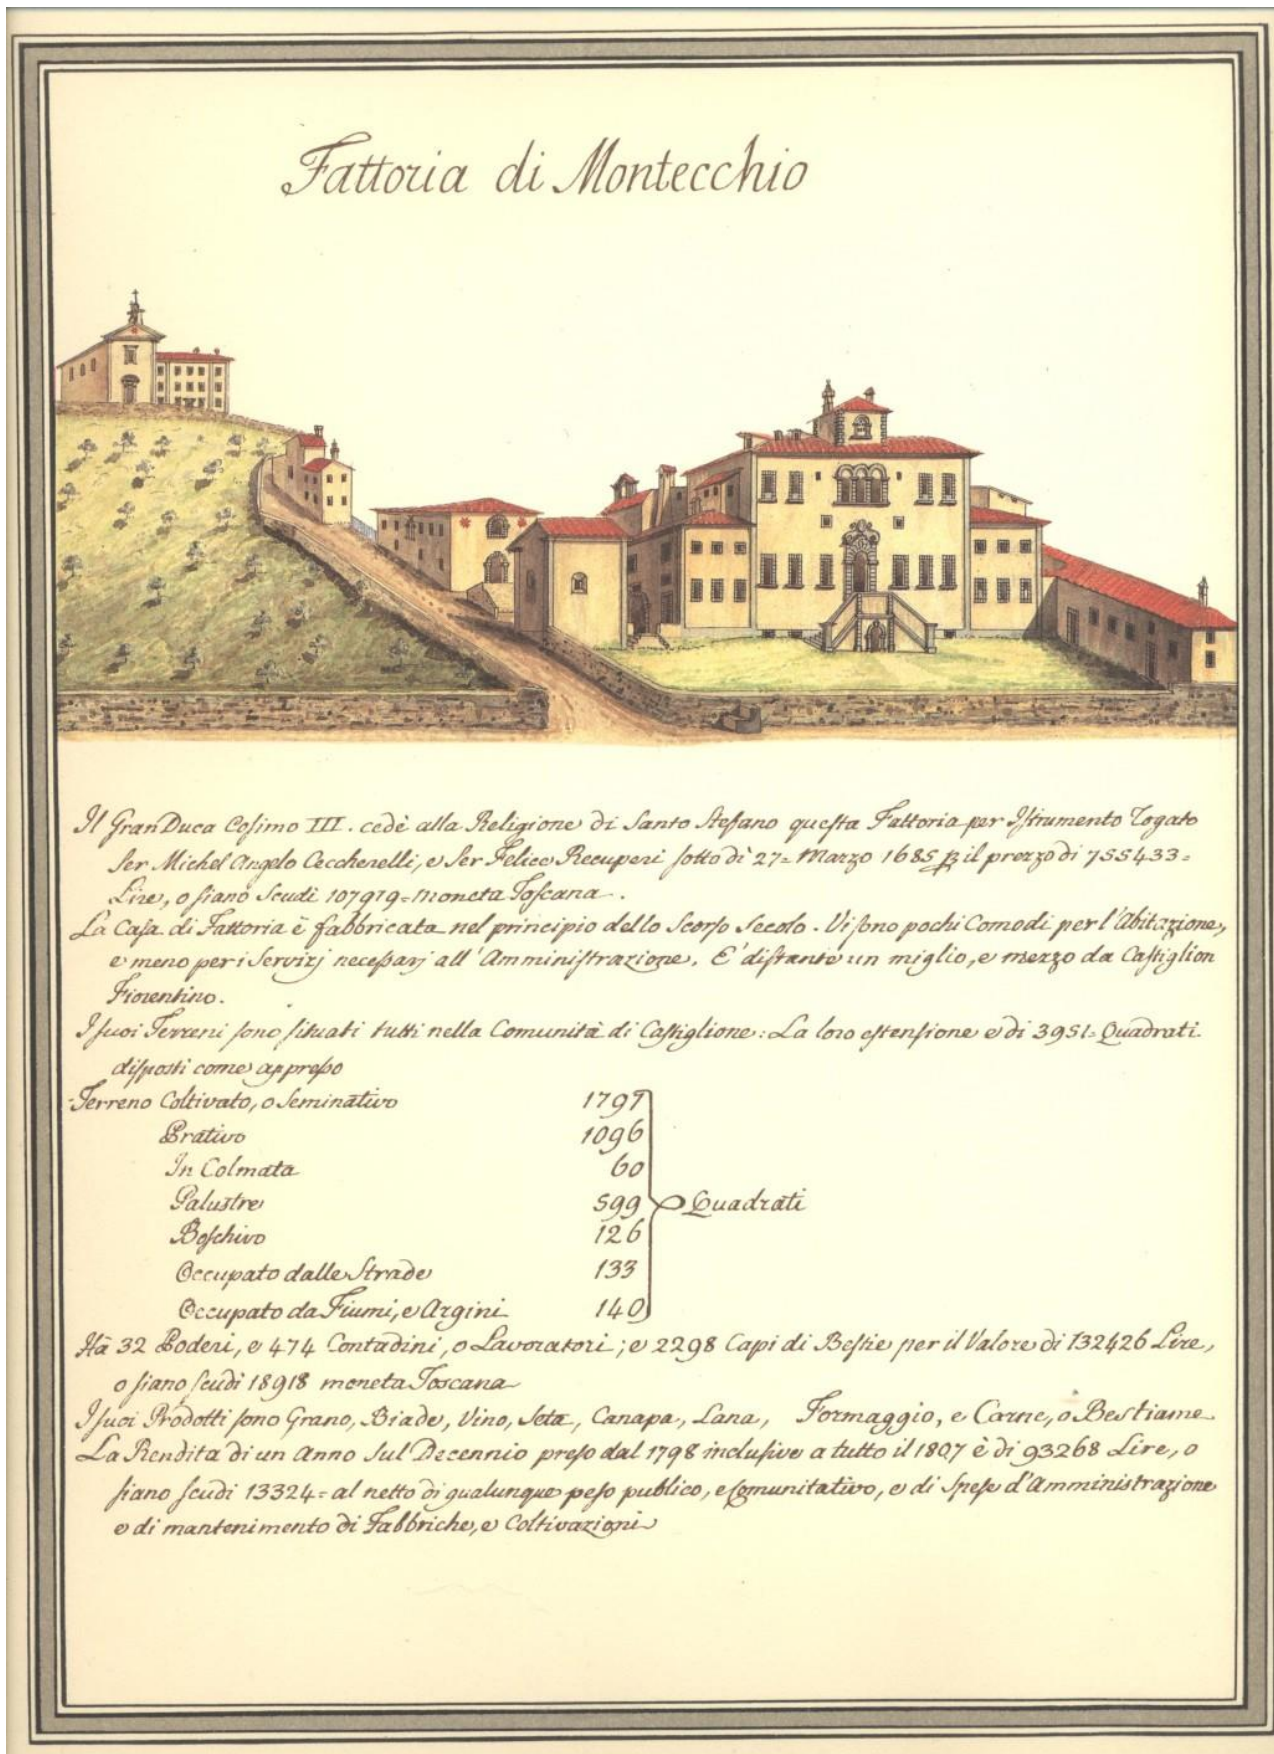 Fattoria di Montecchio
Il GranDuca Cosimo III. cedè alla Religione di Santo Stefano questa Fattoria per Istrumento Rogato
Ser Michel Angelo Ceccherelli, e Ser Felice Recuperi sotto dì 27= Marzo 1685 il prezzo di 755433=
Lire, o siano Scudi 107919= moneta Toscana.
La Casa di Fattoria è fabbricata nel principio dello Scorso Secolo. Vi sono pochi Comodi per l'Abitazione,
e meno per i Servizj necessarj all'Amministrazione. E' distante un miglio, e mezzo da Castiglion
Fiorentino.
I suoi Terreni sono situati tutti nella Comunità di Castiglione: La loro estensione e di 3951= Quadrati
disposti come appresso
Terreno Coltivato, o Seminativo 1797
Prativo 1096
In Colmata 60
Palustre 599 Quadrati
Boschivo 126
Occupato dalle Strade 133
Occupato da Fiumi, e Argini 140
Hà 32 Poderi, e 474 Contadini, o Lavoratori; e 2298 Capi di Bestie per il Valore di 132426 Lire,
o siano scudi 18918 moneta Toscana
I suoi Prodotti sono Grano, Biade, Vino, Seta, Canapa, Lana, Formaggio, e Carne, o Bestiame
La Rendita di un Anno sul Decennio preso dal 1798 inclusive a tutto il 1807 è di 93268 Lire, o
siano scudi 13324= al netto di qualunque peso publico, e Comunitativo, e di Spese d'Amministrazione
e di mantenimento di Fabbriche, e Coltivazioni